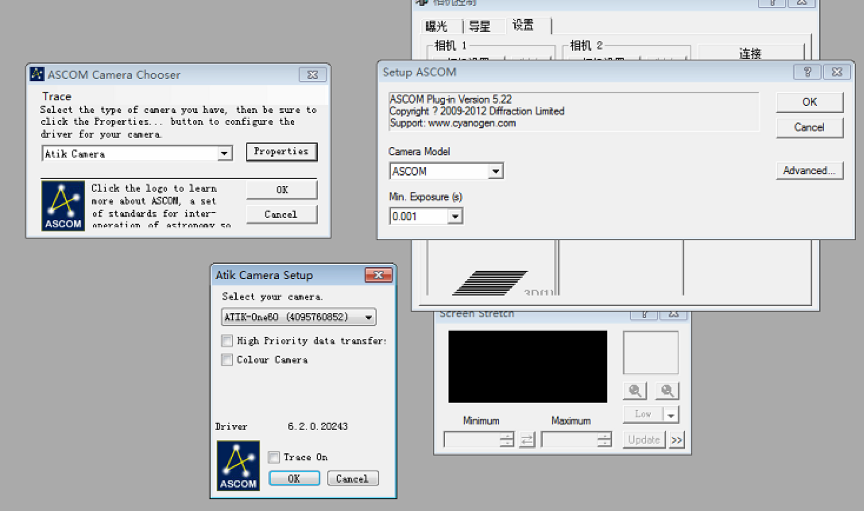 相机控制
曝光
导星
设置
相机 1
相机 2
连接
ASCOM Camera Chooser
Trace
Select the type of camera you have, then be sure to
click the Properties... button to configure the
driver for your camera.
Atik Camera
Properties
Click the logo to learn
more about ASCOM, a set
of standards for inter-
operation of astronomy so
OK
Cancel
ASCOM
Setup ASCOM
ASCOM Plug-in Version 5.22
Copyright ? 2009-2012 Diffraction Limited
Support: www.cyanogen.com
OK
Cancel
Camera Model
ASCOM
Advanced...
Min. Exposure (s)
0.001
Atik Camera Setup
Select your camera.
ATIK-One60 (4095760852)
High Priority data transfer:
Colour Camera
Driver
6.2.0.20243
Trace On
OK
Cancel
ASCOM
Screen Stretch
Minimum
Maximum
Low
Update
>>